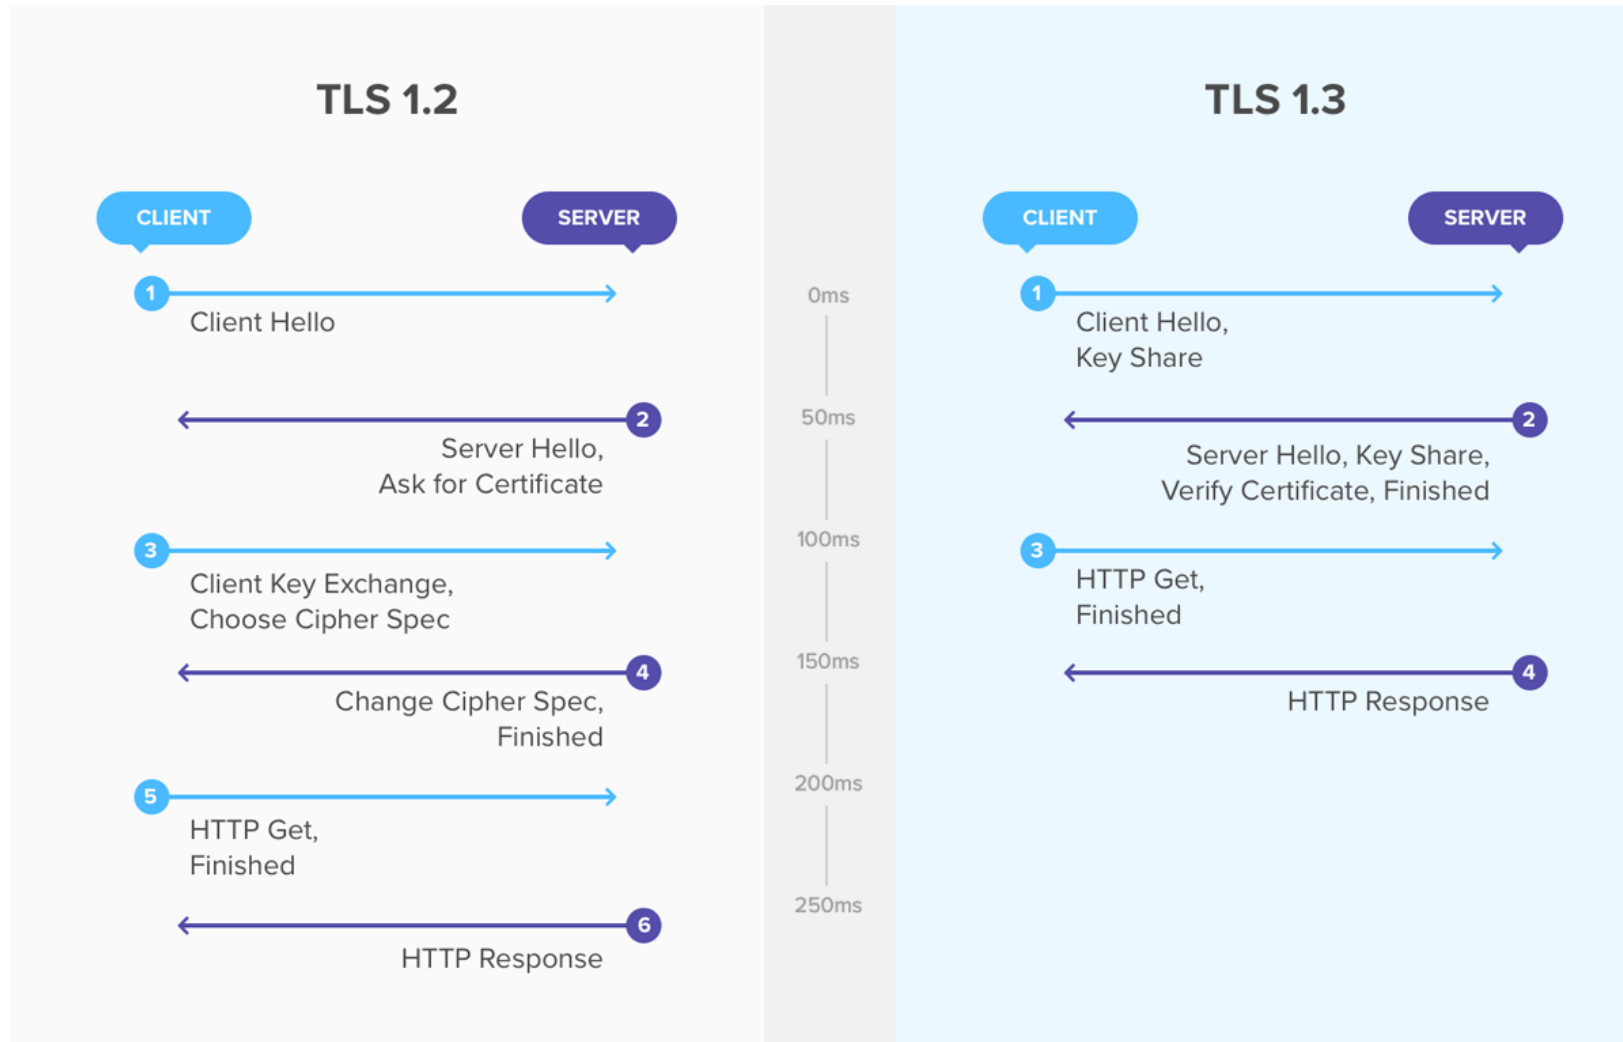 TLS 1.2
CLIENT
SERVER
1
Client Hello
2
Server Hello,
Ask for Certificate
3
Client Key Exchange,
Choose Cipher Spec
4
Change Cipher Spec,
Finished
5
HTTP Get,
Finished
6
HTTP Response
0ms
50ms
100ms
150ms
200ms
250ms
TLS 1.3
CLIENT
SERVER
1
Client Hello,
Key Share
2
Server Hello, Key Share,
Verify Certificate, Finished
3
HTTP Get,
Finished
4
HTTP Response